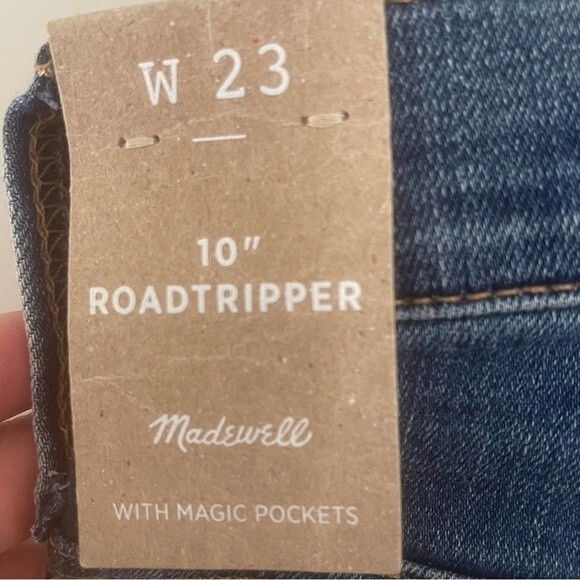 W 23
10"
ROADTRIPPER
Madewell
WITH MAGIC POCKETS